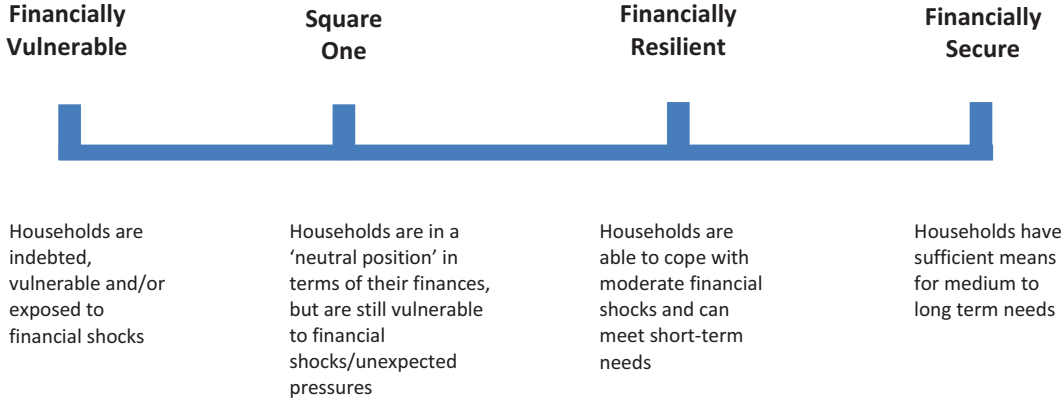 Financially
Vulnerable
Square
One
Financially
Resilient
Financially
Secure
Households are
indebted,
vulnerable and/or
exposed to
financial shocks
Households are in a
‘neutral position’ in
terms of their finances,
but are still vulnerable
to financial
shocks/unexpected
pressures
Households are
able to cope with
moderate financial
shocks and can
meet short-term
needs
Households have
sufficient means
for medium to
long term needs